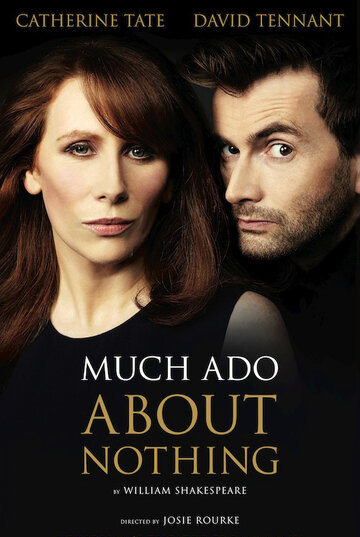 CATHERINE TATE DAVID TENNANT
MUCH ADO
ABOUT
NOTHING
BY WILLIAM SHAKESPEARE
DIRECTED BY JOSIE ROURKE